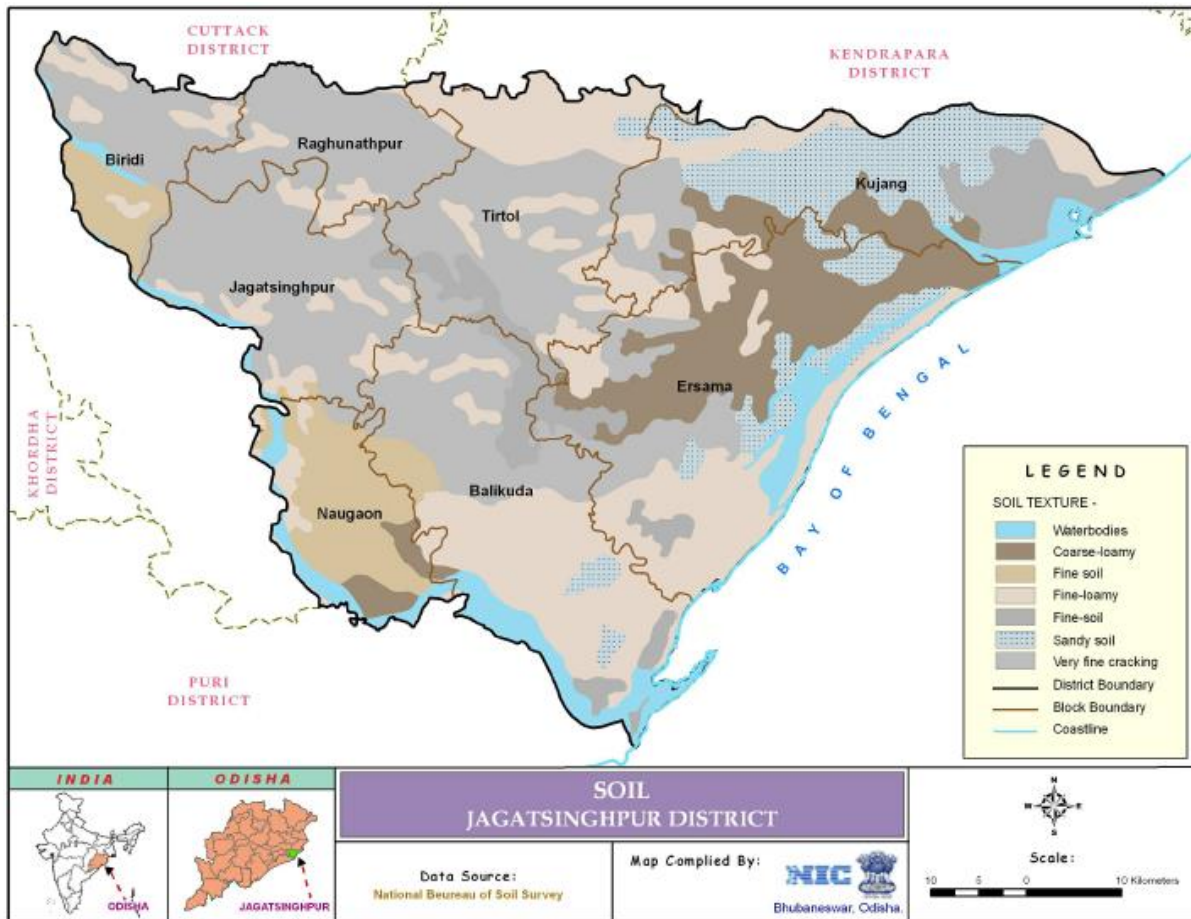 CUTTACK
DISTRICT
KENDRAPARA
DISTRICT
Raghunathpur
Biridi
Kujang
Tirtol
Jagatsinghpur
Ersama
KHORDHA
DISTRICT
Balikuda
Naugaon
BAY OF BENGAL
PURI
DISTRICT
LEGEND
SOIL TEXTURE -
Waterbodies
Coarse-loamy
Fine soil
Fine-loamy
Fine-soil
Sandy soil
Very fine cracking
District Boundary
Block Boundary
Coastline
INDIA
ODISHA
ODISHA
JAGATSINGHPUR
SOIL
JAGATSINGHPUR DISTRICT
Data Source:
National Beureau of Soil Survey
Map Complied By:
NIC
Bhubaneswar, Odisha.
N
W E
S
Scale:
10 5 0 10 Kilometers